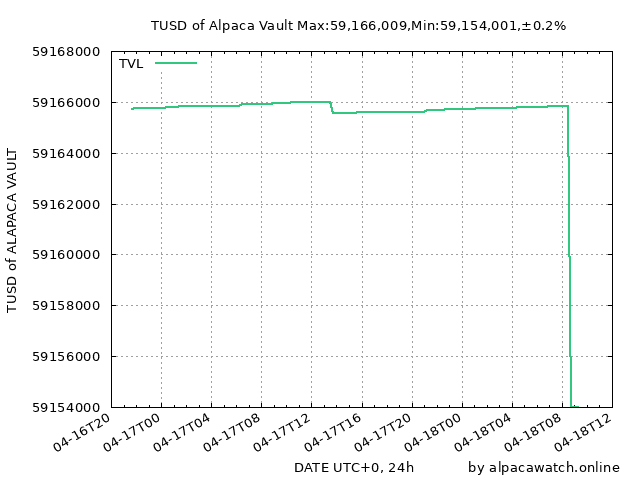 TUSD of Alpaca Vault Max:59,166,009,Min:59,154,001,±0.2%
TVL
59168000
59166000
59164000
59162000
59160000
59158000
59156000
59154000
TUSD of ALAPACA VAULT
04-16T20
04-17T00
04-17T04
04-17T08
04-17T12
04-17T16
04-17T20
04-18T00
04-18T04
04-18T08
04-18T12
DATE UTC+0, 24h
by alpacawatch.online